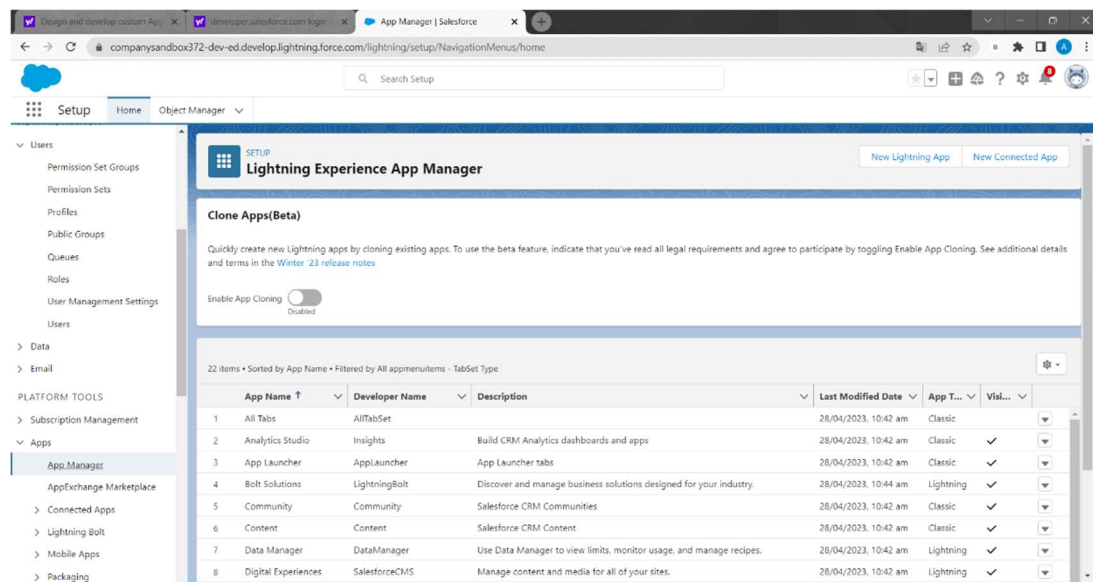 Design and develop custom Ap
developer.salesforce.com login
App Manager | Salesforce
companysandbox372-dev-ed.develop.lightning.force.com/lightning/setup/NavigationMenus/home
A
Search Setup
8
Setup
Home
Object Manager
Users
Permission Set Groups
Permission Sets
Profiles
Public Groups
Queues
Roles
User Management Settings
Users
Data
Email
PLATFORM TOOLS
Subscription Management
Apps
App Manager
AppExchange Marketplace
Connected Apps
Lightning Bolt
Mobile Apps
Packaging
SETUP
Lightning Experience App Manager
New Lightning App
New Connected App
Clone Apps(Beta)
Quickly create new Lightning apps by cloning existing apps. To use the beta feature, indicate that you've read all legal requirements and agree to participate by toggling Enable App Cloning. See additional details
and terms in the Winter '23 release notes
Enable App Cloning
Disabled
22 items • Sorted by App Name • Filtered by All appmenuitems - TabSet Type
App Name ↑ Developer Name Description Last Modified Date App T... Visi...
1 All Tabs AllTabSet 28/04/2023, 10:42 am Classic
2 Analytics Studio Insights Build CRM Analytics dashboards and apps 28/04/2023, 10:42 am Classic
3 App Launcher AppLauncher App Launcher tabs 28/04/2023, 10:42 am Classic
4 Bolt Solutions LightningBolt Discover and manage business solutions designed for your industry. 28/04/2023, 10:44 am Lightning
5 Community Community Salesforce CRM Communities 28/04/2023, 10:42 am Classic
6 Content Content Salesforce CRM Content 28/04/2023, 10:42 am Classic
7 Data Manager DataManager Use Data Manager to view limits, monitor usage, and manage recipes. 28/04/2023, 10:42 am Lightning
8 Digital Experiences SalesforceCMS Manage content and media for all of your sites. 28/04/2023, 10:42 am Lightning